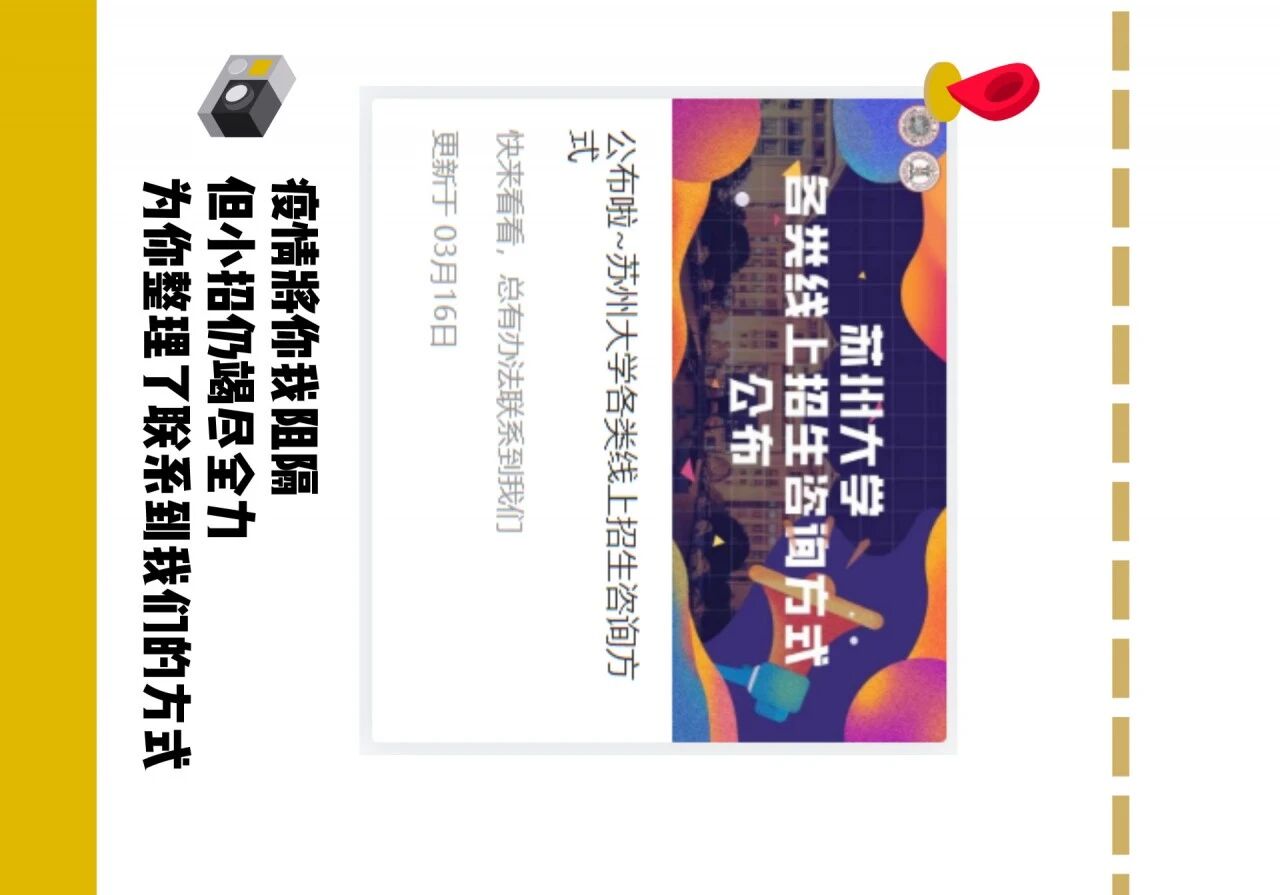 苏州大学
各类线上招生咨询方式
公布
公布啦~苏州大学各类线上招生咨询方
式
快来看看，总有办法联系到我们
更新于 03月16日
疫情將你我阻隔
但小招仍竭尽全力
为你整理了联系到我们的方式